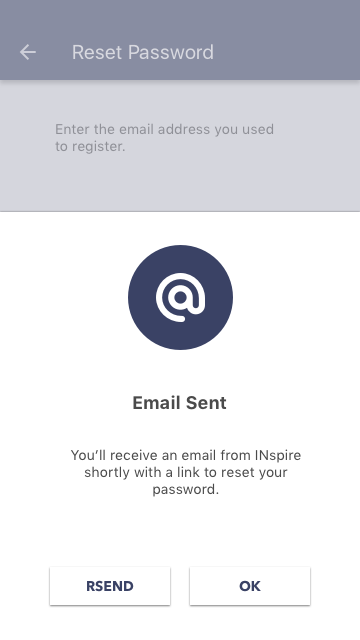 Reset Password
Enter the email address you used
to register.
Email Sent
You’ll receive an email from INspire
shortly with a link to reset your
password.
RSEND
OK